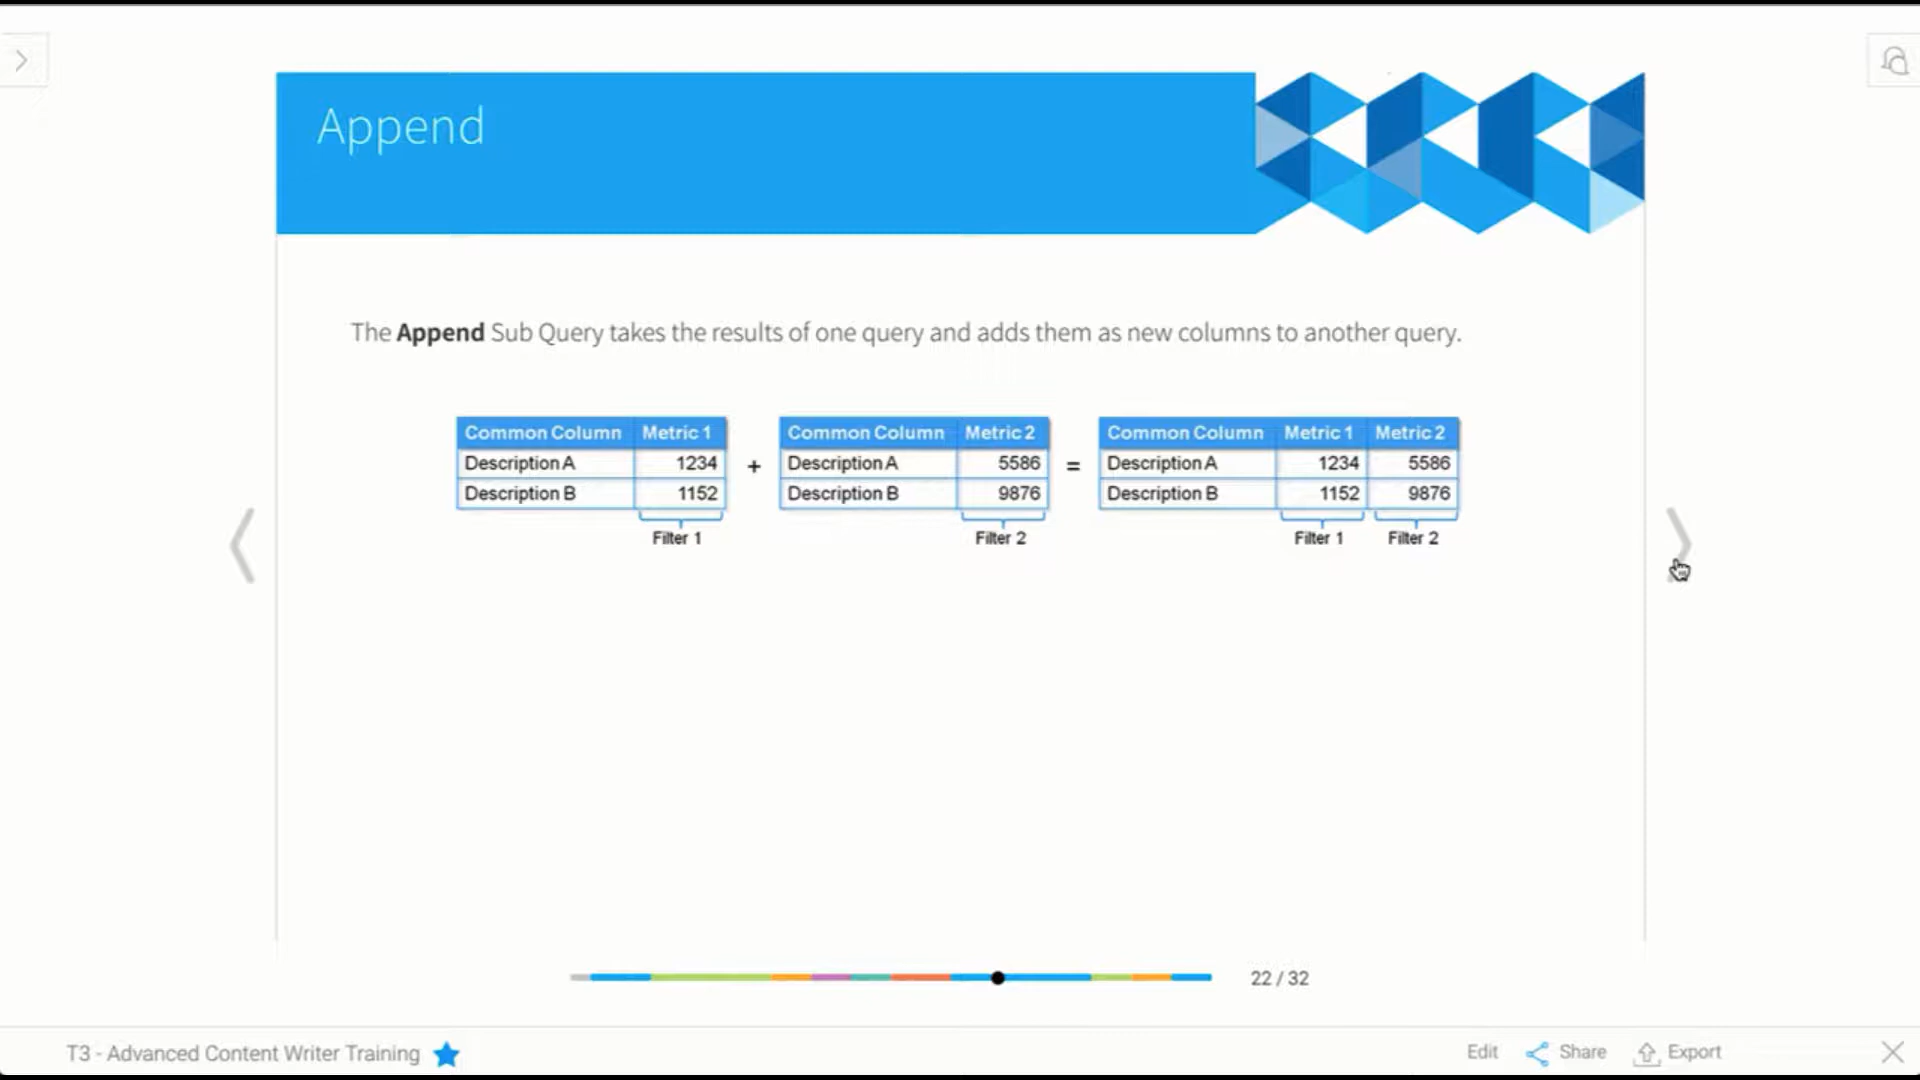 Append
The Append Sub Query takes the results of one query and adds them as new columns to another query.
Common Column Metric 1 Common Column Metric 2 Common Column Metric 1 Metric 2
Description A 1234 + Description A 5586 = Description A 1234 5586
Description B 1152 Description B 9876 Description B 1152 9876
Filter 1 Filter 2 Filter 1 Filter 2
22 / 32
T3 - Advanced Content Writer Training Edit Share Export